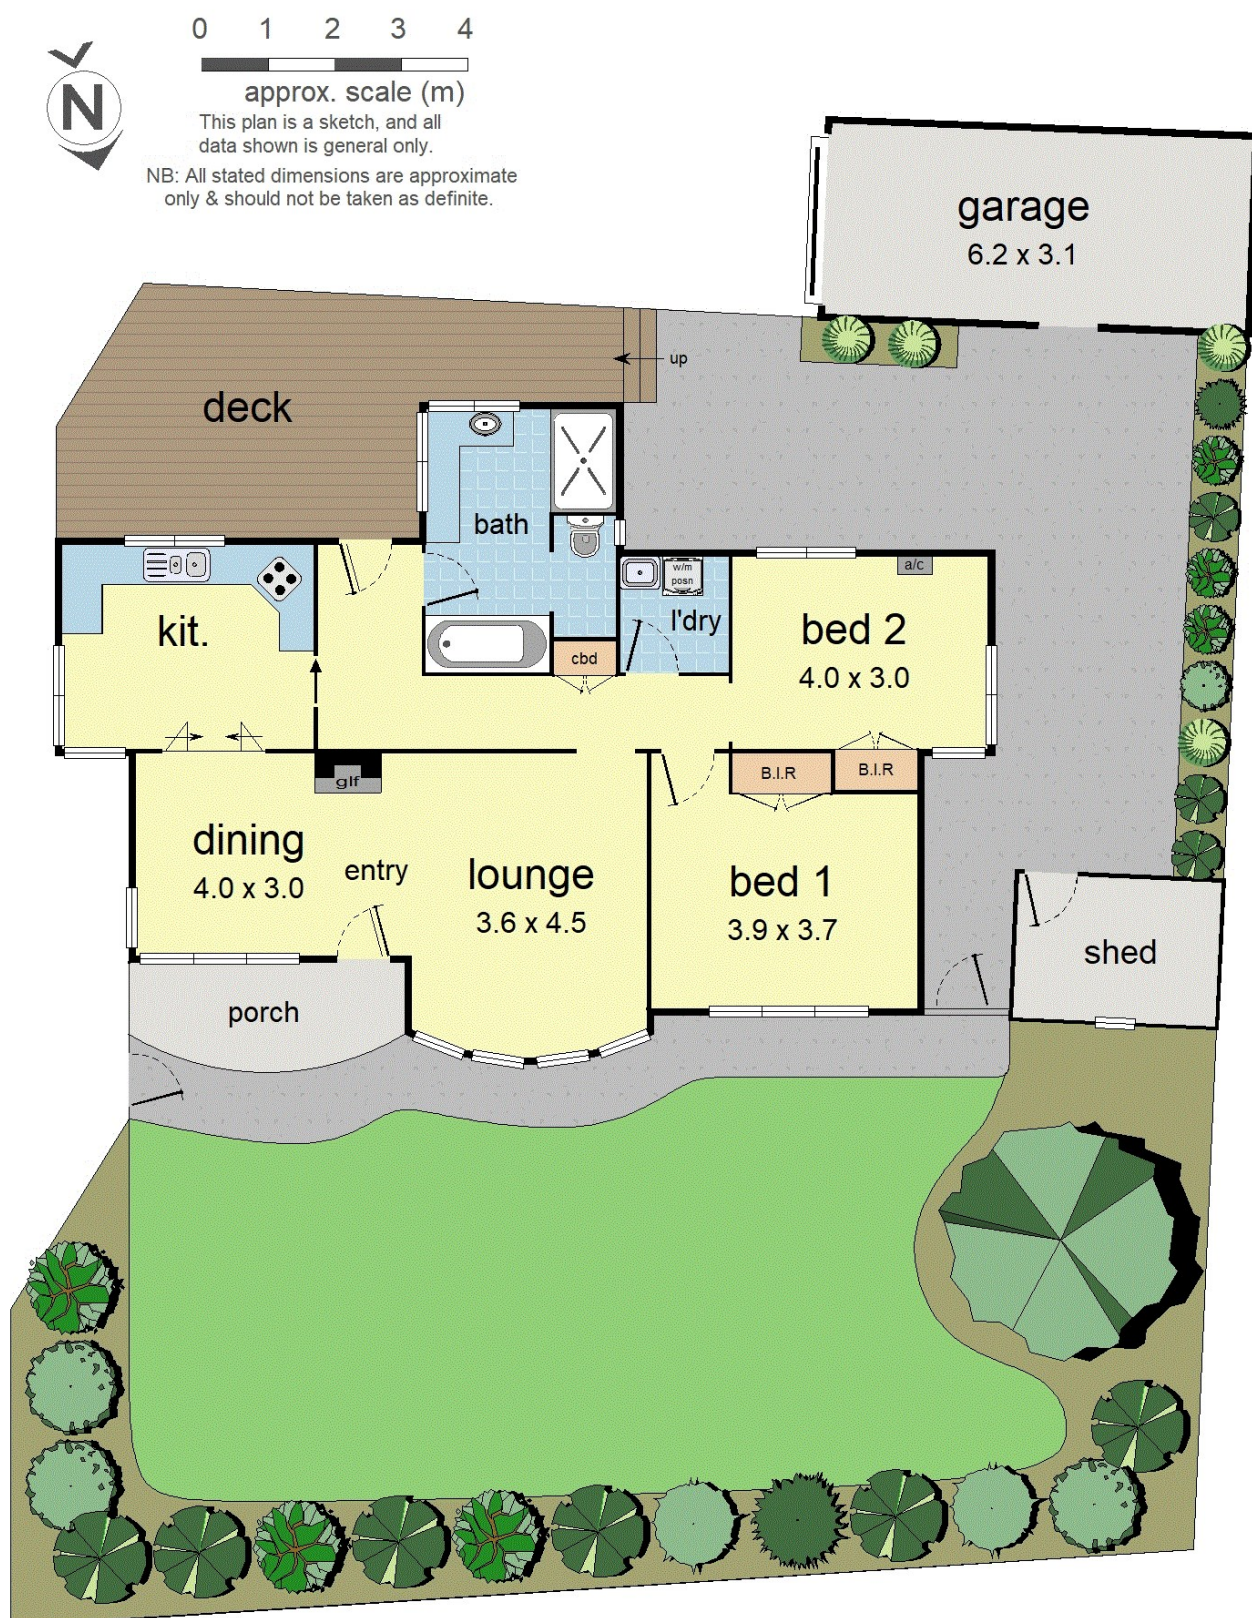 0 1 2 3 4
approx. scale (m)
N
This plan is a sketch, and all
data shown is general only.
NB: All stated dimensions are approximate
only & should not be taken as definite.
garage
6.2 x 3.1
up
deck
bath
w/m
posn
a/c
kit.
l'dry
bed 2
4.0 x 3.0
cbd
B.I.R
B.I.R
glf
dining
4.0 x 3.0
entry
lounge
3.6 x 4.5
bed 1
3.9 x 3.7
shed
porch